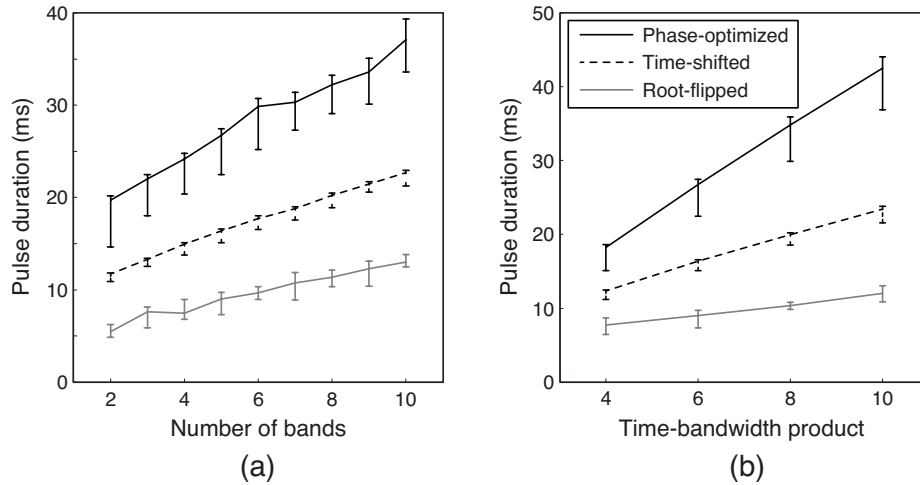 40
30
20
10
0
Pulse duration (ms)
2 4 6 8 10
Number of bands
(a)
50
40
30
20
10
0
Pulse duration (ms)
Phase-optimized
Time-shifted
Root-flipped
4 6 8 10
Time-bandwidth product
(b)